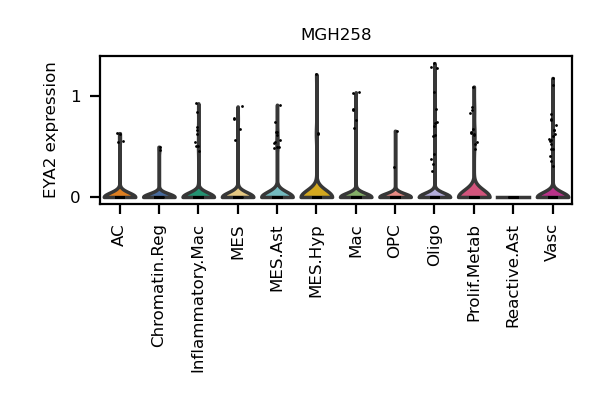 MGH258
EYA2 expression
1
0
AC
Chromatin.Reg
Inflammatory.Mac
MES
MES.Ast
MES.Hyp
Mac
OPC
Oligo
Prolif.Metab
Reactive.Ast
Vasc